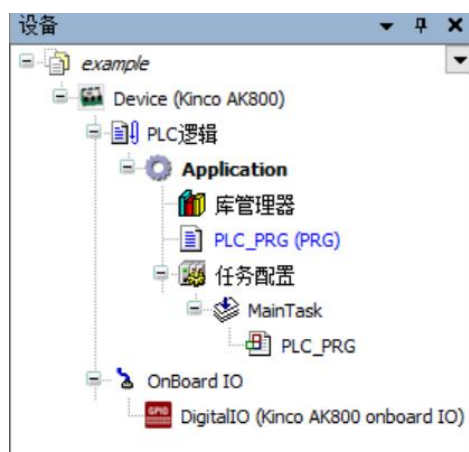 设备
example
Device (Kinco AK800)
PLC逻辑
Application
库管理器
PLC_PRG (PRG)
任务配置
MainTask
PLC_PRG
OnBoard IO
GPIO
DigitalIO (Kinco AK800 onboard IO)